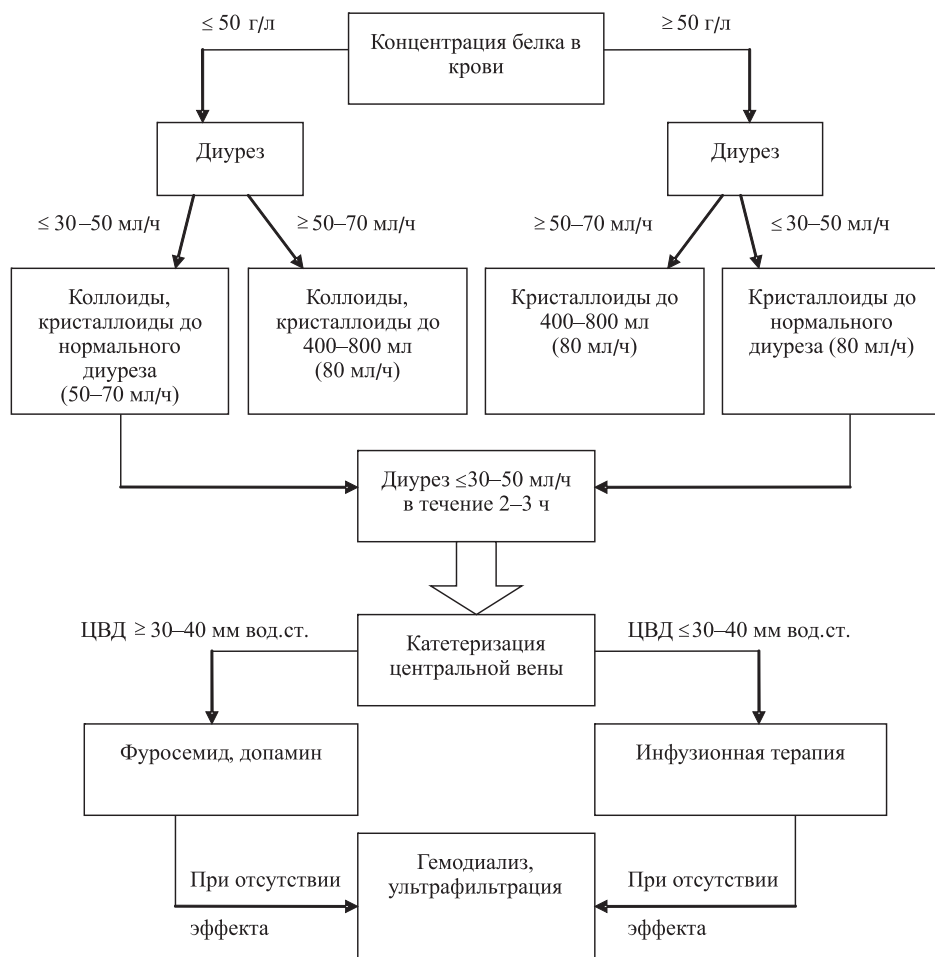 ≤ 50 г/л
Концентрация белка в
крови
≥50 г/л
Диурез
Диурез
≤ 30–50 мл/ч
≥50–70 мл/ч
≥50–70 мл/ч
≤ 30–50 мл/ч
Коллоиды,
кристаллоиды до
нормального
диуреза
(50–70 мл/ч)
Коллоиды,
кристаллоиды до
400–800 мл
(80 мл/ч)
Кристаллоиды до
400–800 мл
(80 мл/ч)
Кристаллоиды до
нормального
диуреза (80 мл/ч)
Диурез ≤30–50 мл/ч
в течение 2–3 ч
ЦВД ≥ 30–40 мм вод.ст.
Катетеризация
центральной вены
ЦВД ≤30–40 мм вод.ст.
Фуросемид, допамин
Инфузионная терапия
Гемодиализ,
ультрафильтрация
При отсутствии
эффекта
При отсутствии
эффекта